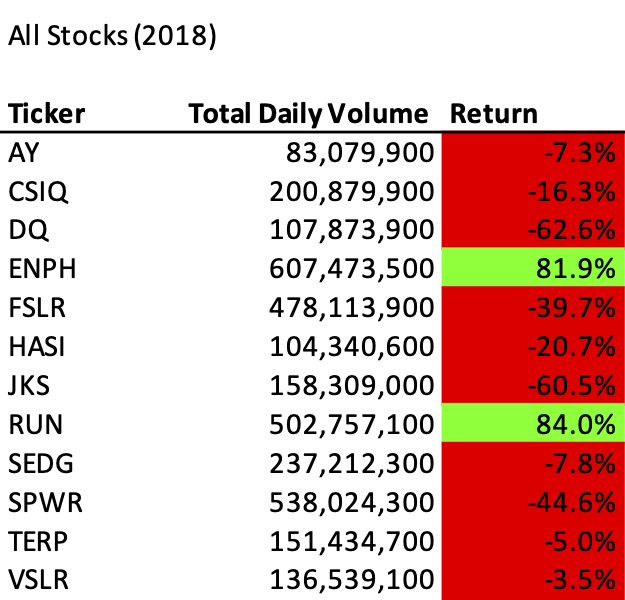 All Stocks (2018)
Ticker Total Daily Volume Return
AY 83,079,900 -7.3%
CSIQ 200,879,900 -16.3%
DQ 107,873,900 -62.6%
ENPH 607,473,500 81.9%
FSLR 478,113,900 -39.7%
HASI 104,340,600 -20.7%
JKS 158,309,000 -60.5%
RUN 502,757,100 84.0%
SEDG 237,212,300 -7.8%
SPWR 538,024,300 -44.6%
TERP 151,434,700 -5.0%
VSLR 136,539,100 -3.5%